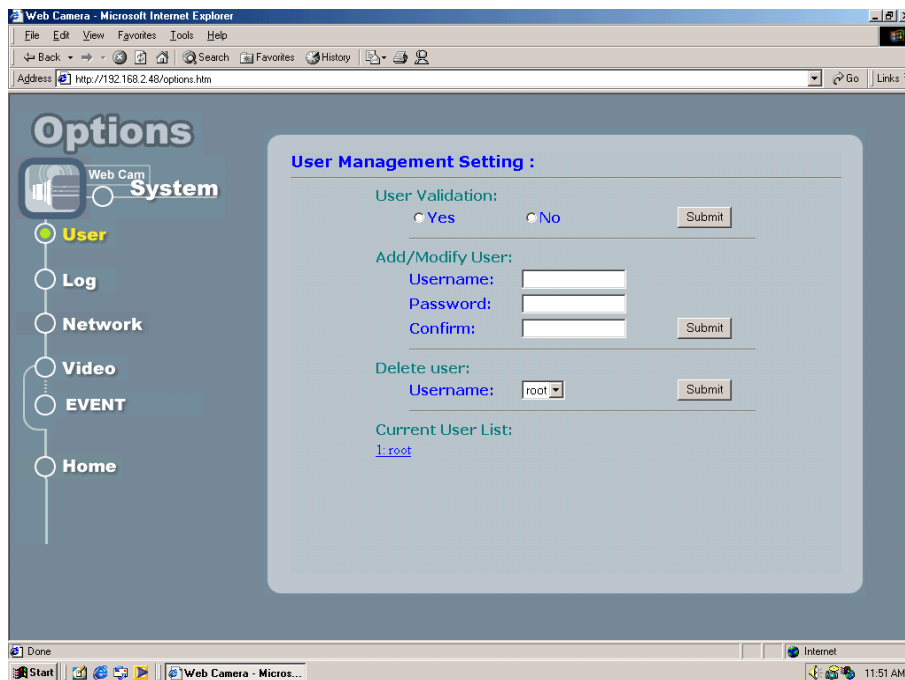 Web Camera - Microsoft Internet Explorer
File Edit View Favorites Tools Help
Back Search Favorites History
Address http://192.168.2.48/options.htm Go Links
Options
Web Cam
System
User
Log
Network
Video
EVENT
Home
User Management Setting :
User Validation:
Yes No Submit
Add/Modify User:
Username:
Password:
Confirm: Submit
Delete user:
Username: root Submit
Current User List:
1: root
Done Internet
Start Web Camera - Micros... 11:51 AM